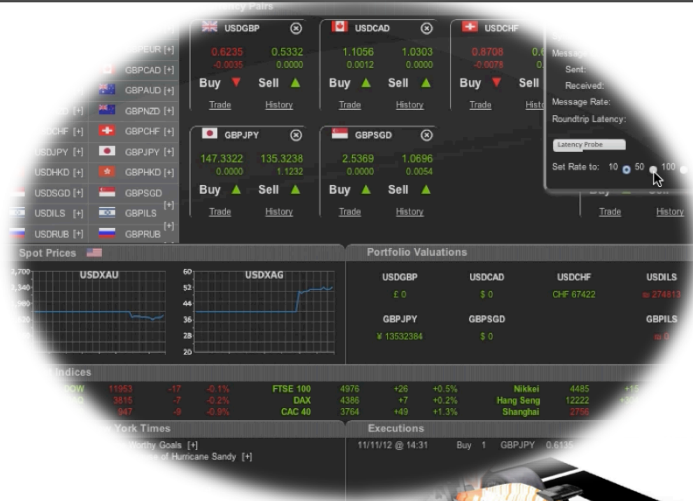 Pairs
USDGBP USDCAD USDCHF
0.6235 0.5332 1.1056 1.0303 0.8708
-0.0035 0.0000 0.0012 0.0000 -0.0078
Buy Sell Buy Sell Buy
Trade History Trade History Trade
GBPCAD [+]
GBPAUD [+]
GBPNZD [+]
GBPCHF [+]
USDJPY [+] GBPJPY [+]
USDHKD [+] GBPHKD [+]
USDSGD [+] GBPSGD [+]
USDILS [+] GBPILS [+]
USDRUB [+] GBPRUB
Sent:
Received:
Message Rate:
Roundtrip Latency:
Latency Probe
Set Rate to: 10 50 100
GBPJPY GBPSGD
147.3322 135.3238 2.5369 1.0696
0.0000 1.1232 0.0000 0.0054
Buy Sell Buy Sell
Trade History Trade History Trade History
Spot Prices
USDXAU USDXAG
60
52
44
36
28
20
Portfolio Valuations
USDGBP USDCAD USDCHF USDILS
£ 0 $ 0 CHF 67422
GBPJPY GBPSGD GBPILS
¥ 13532384 $ 0
Indices
11953 -17 -0.1% FTSE 100 4976 +26 +0.5% Nikkei 4485
3815 -7 -0.2% DAX 4386 +7 +0.2% Hang Seng 12222
947 -9 -0.9% CAC 40 3764 +49 +1.3% Shanghai 2756
York Times
Worthy Goals [+]
of Hurricane Sandy [+]
Executions
11/11/12 @ 14:31 Buy 1 GBPJPY 0.6135